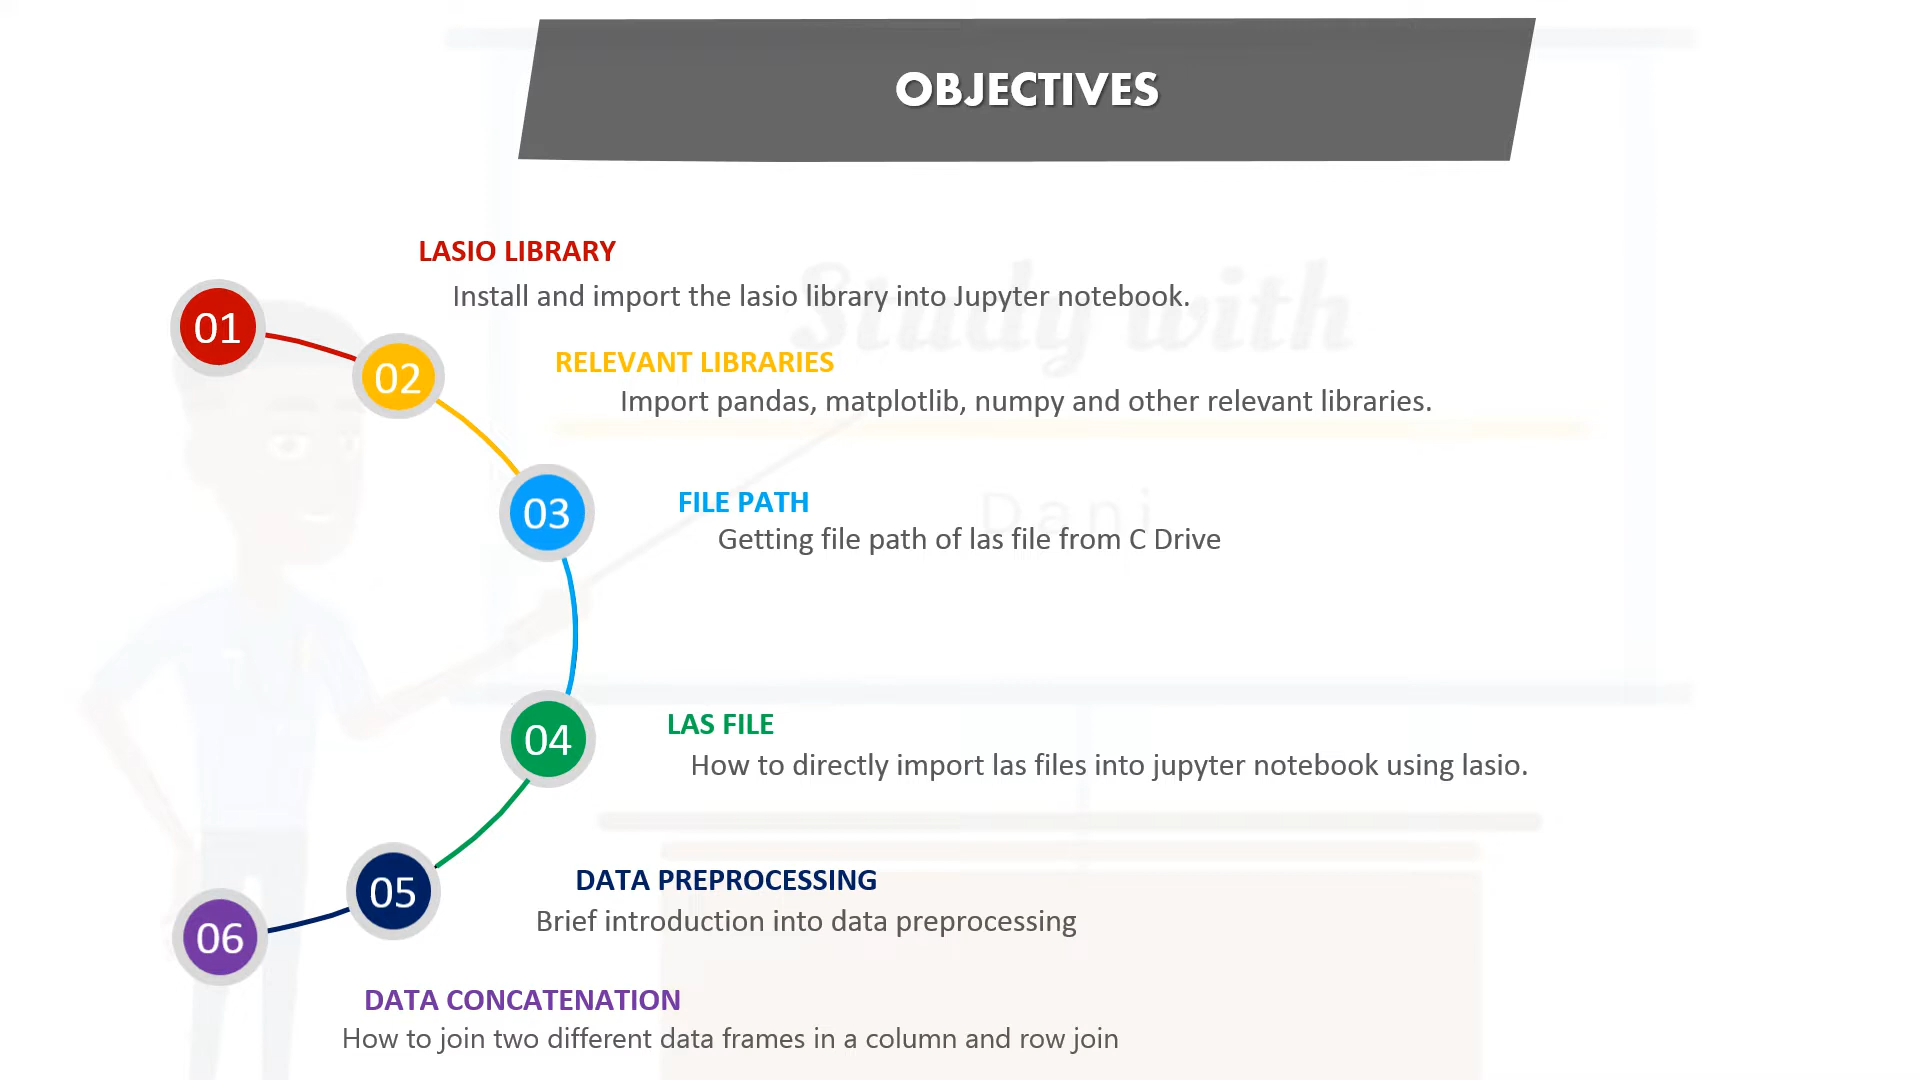 OBJECTIVES
LASIO LIBRARY
Install and import the lasio library into Jupyter notebook.
01
Study with
RELEVANT LIBRARIES
02
Import pandas, matplotlib, numpy and other relevant libraries.
03
FILE PATH
Dani
Getting file path of las file from C Drive
04
LAS FILE
How to directly import las files into jupyter notebook using lasio.
05
DATA PREPROCESSING
Brief introduction into data preprocessing
06
DATA CONCATENATION
How to join two different data frames in a column and row join